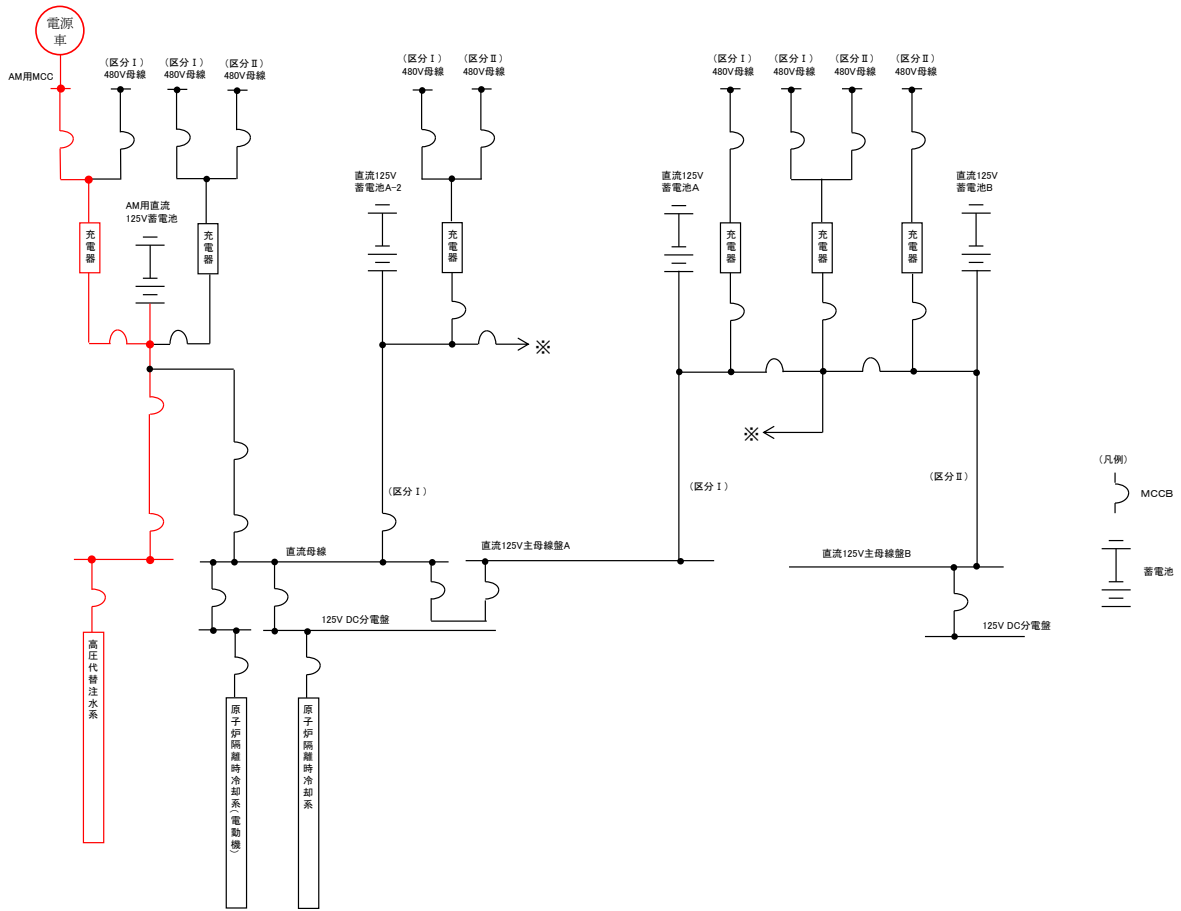 電源
車
AM用MCC
(区分Ⅰ)
480V母線
(区分Ⅰ)
480V母線
(区分Ⅱ)
480V母線
(区分Ⅰ)
480V母線
(区分Ⅱ)
480V母線
(区分Ⅰ)
480V母線
(区分Ⅰ)
480V母線
(区分Ⅱ)
480V母線
(区分Ⅱ)
480V母線
AM用直流
125V蓄電池
直流125V
蓄電池A-2
直流125V
蓄電池A
直流125V
蓄電池B
充電器
充電器
充電器
充電器
充電器
充電器
※
※
(区分Ⅰ)
(区分Ⅰ)
(区分Ⅱ)
(凡例)
MCCB
蓄電池
直流母線
直流125V主母線盤A
直流125V主母線盤B
125V DC分電盤
125V DC分電盤
高圧代替注水系
原子炉隔離時冷却系(電動機)
原子炉隔離時冷却系